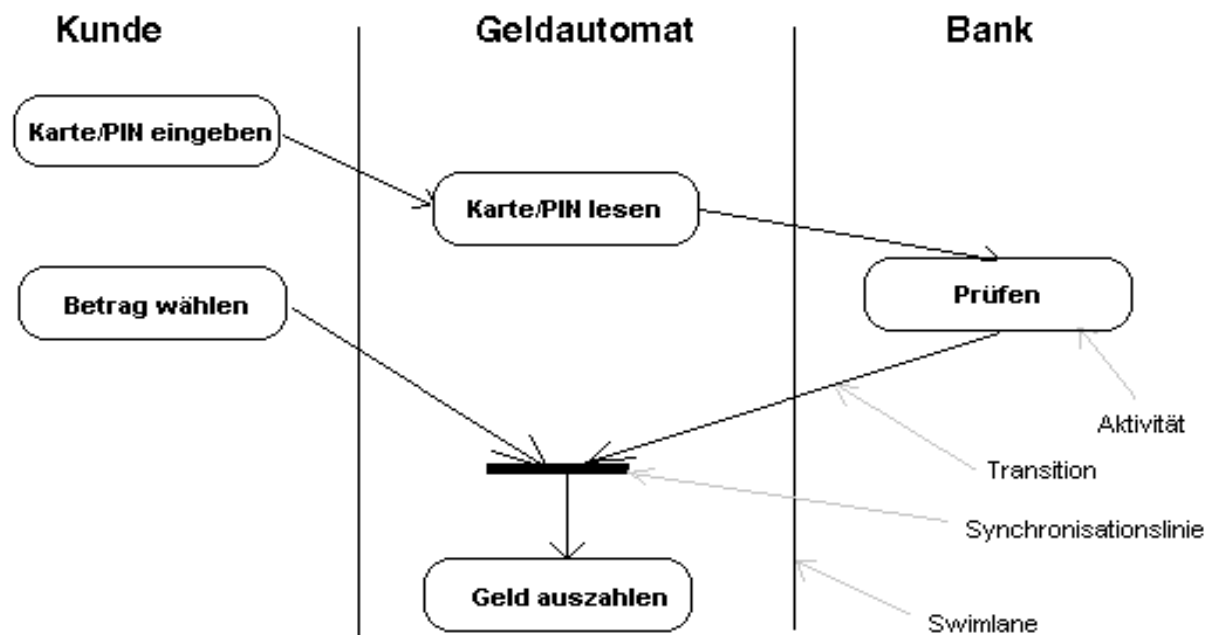 Kunde
Geldautomat
Bank
Karte/PIN eingeben
Karte/PIN lesen
Betrag wählen
Prüfen
Aktivität
Transition
Synchronisationslinie
Geld auszahlen
Swimlane